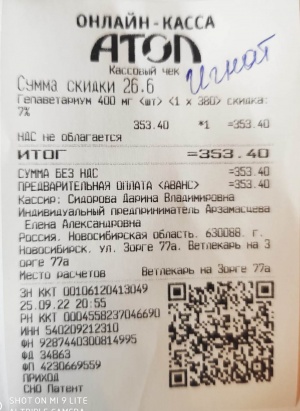 ОНЛАЙН-КАССА
АТОЛ
Кассовый чек
Игнат
Сумма скидки 26.6
Гепаветариум 400 мг <шт> <1 x 380> скидка:
7%
353.40 *1 =353.40
НДС не облагается
ИТОГ =353.40
СУММА БЕЗ НДС =353.40
ПРЕДВАРИТЕЛЬНАЯ ОПЛАТА <АВАНС> =353.40
Кассир: Сидорова Дарина Владимировна
Индивидуальный предприниматель Арзамасцева
Елена Александровна
Россия, Новосибирская область, 630088, г.
Новосибирск, ул. Зорге 77а, Ветлекарь на З
орге 77а
Место расчетов Ветлекарь на Зорге 77а
ЗН ККТ 00106120413049
25.09.22 20:55
РН ККТ 0004558237046690
ИНН 540209212310
ФН 9287440300814995
ФД 34863
ФП 4230669559
ПРИХОД
СНО Патент
SHOT ON MI 9 LITE
AI TRIPLE CAMERA